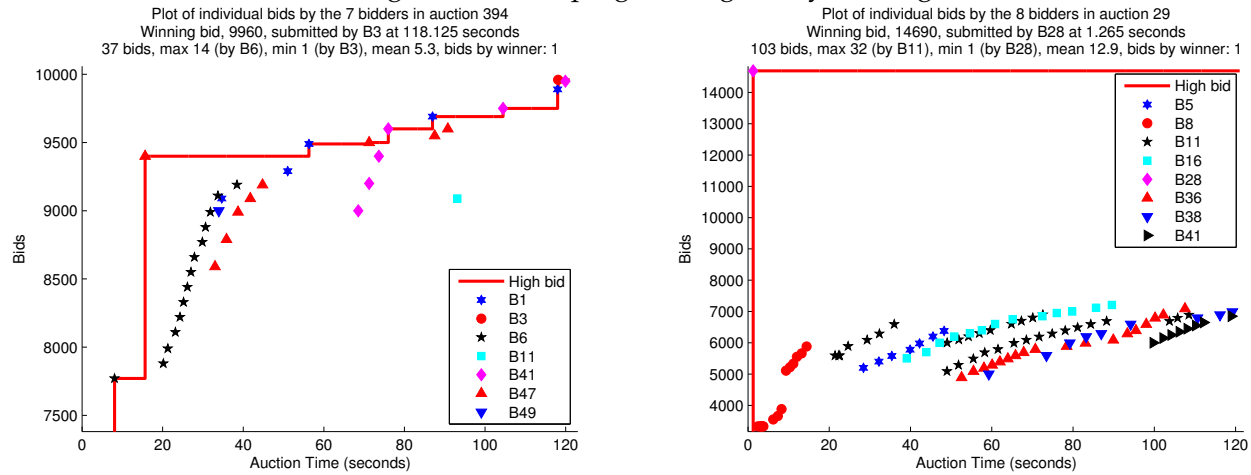 Plot of individual bids by the 7 bidders in auction 394
Winning bid, 9960, submitted by B3 at 118.125 seconds
37 bids, max 14 (by B6), min 1 (by B3), mean 5.3, bids by winner: 1
10000
9500
9000
8500
8000
7500
Bids
0
20
40
60
80
100
120
Auction Time (seconds)
High bid
B1
B3
B6
B11
B41
B47
B49
Plot of individual bids by the 8 bidders in auction 29
Winning bid, 14690, submitted by B28 at 1.265 seconds
103 bids, max 32 (by B11), min 1 (by B28), mean 12.9, bids by winner: 1
14000
13000
12000
11000
10000
9000
8000
7000
6000
5000
4000
Bids
0
20
40
60
80
100
120
Auction Time (seconds)
High bid
B5
B8
B11
B16
B28
B36
B38
B41